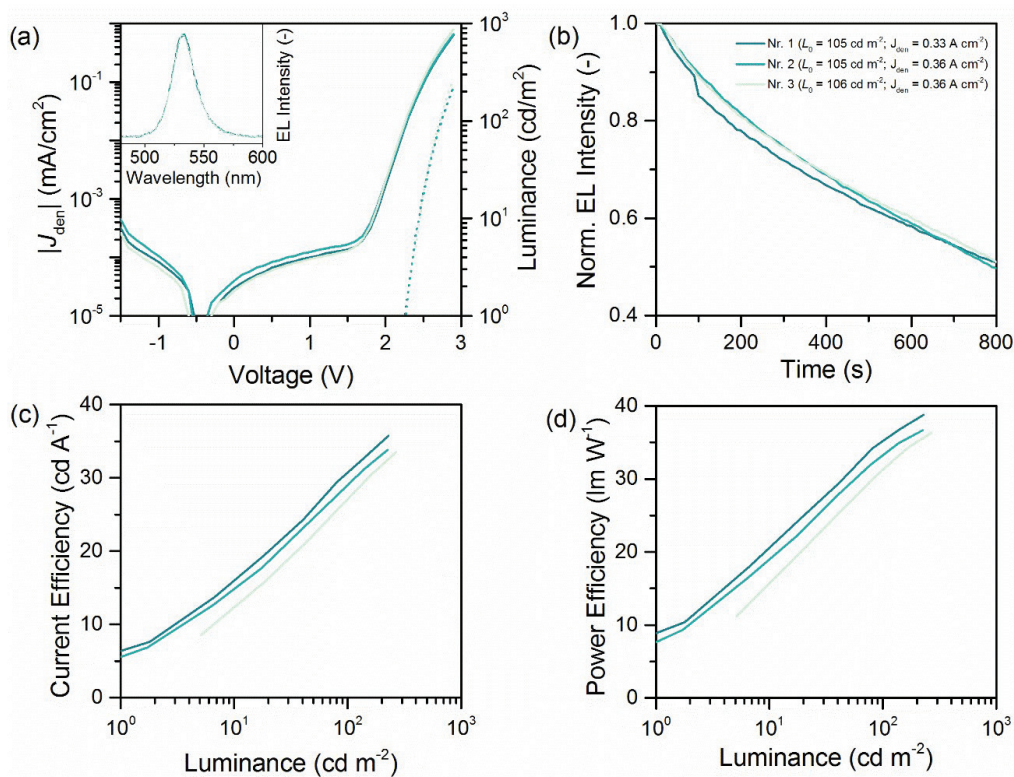 (a)
|J_den| (mA/cm²)
10⁻¹
10⁻³
10⁻⁵
-1 0 1 2 3
Voltage (V)
10³
10²
10¹
10⁰
Luminance (cd/m²)
EL Intensity (-)
500 550 600
Wavelength (nm)
(b)
Norm. EL Intensity (-)
1.0
0.8
0.6
0.4
0 200 400 600 800
Time (s)
Nr. 1 (L₀ = 105 cd m⁻²; J_den = 0.33 A cm⁻²)
Nr. 2 (L₀ = 105 cd m⁻²; J_den = 0.36 A cm⁻²)
Nr. 3 (L₀ = 106 cd m⁻²; J_den = 0.36 A cm⁻²)
(c)
Current Efficiency (cd A⁻¹)
40
30
20
10
0
10⁰ 10¹ 10² 10³
Luminance (cd m⁻²)
(d)
Power Efficiency (lm W⁻¹)
40
30
20
10
0
10⁰ 10¹ 10² 10³
Luminance (cd m⁻²)